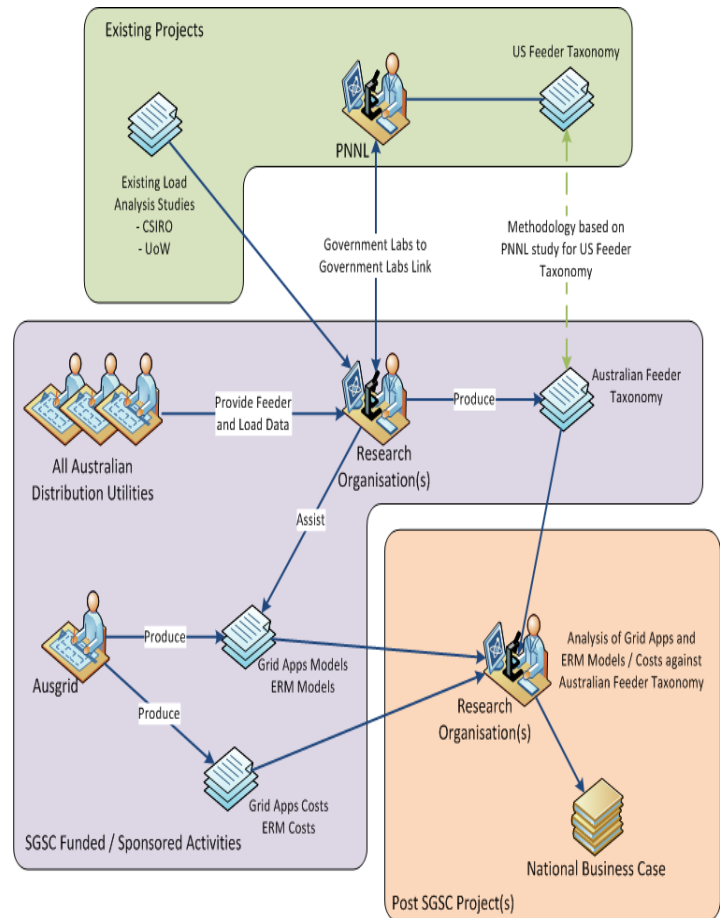 Existing Projects
US Feeder Taxonomy
PNNL
Existing Load
Analysis Studies
- CSIRO
- UoW
Government Labs to
Government Labs Link
Methodology based on
PNNL study for US Feeder
Taxonomy
Provide Feeder
and Load Data
Produce
Australian Feeder
Taxonomy
All Australian
Distribution Utilities
Research
Organisation(s)
Assist
Ausgrid
Produce
Grid Apps Models
ERM Models
Produce
Grid Apps Costs
ERM Costs
SGSC Funded / Sponsored Activities
Research
Organisation(s)
Analysis of Grid Apps and
ERM Models / Costs against
Australian Feeder Taxonomy
National Business Case
Post SGSC Project(s)